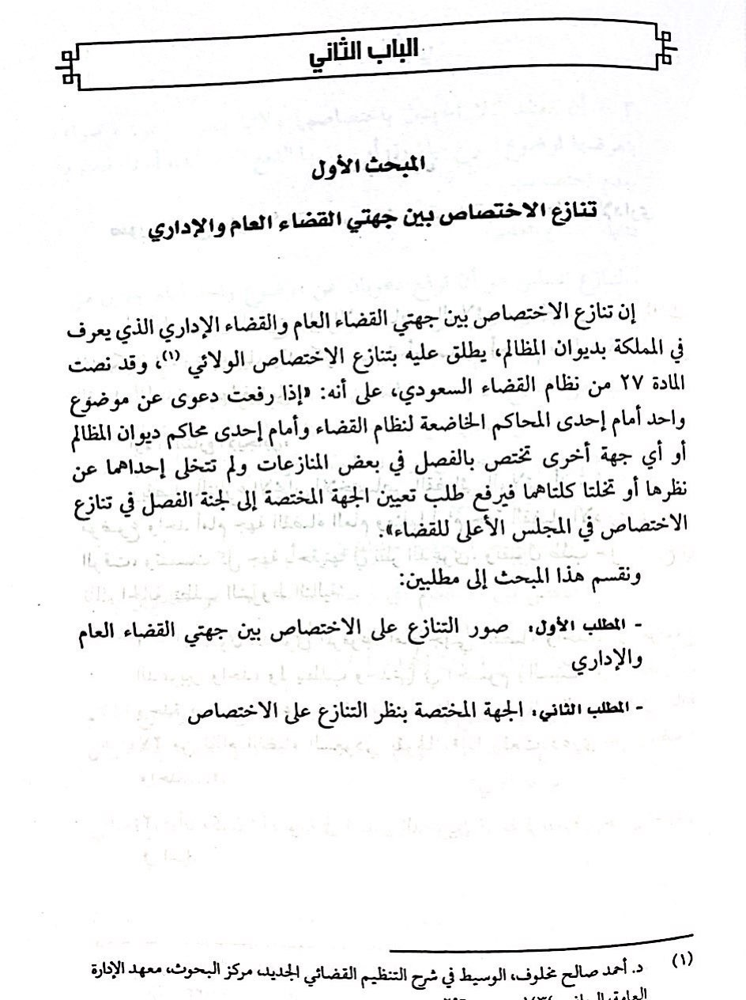 الباب الثاني
المبحث الأول
تنازع الاختصاص بين جهتي القضاء العام والإداري
إن تنازع الاختصاص بين جهتي القضاء العام والقضاء الإداري الذي يعرف
في المملكة بديوان المظالم، يطلق عليه بتنازع الاختصاص الولائي (١)، وقد نصت
المادة ٢٧ من نظام القضاء السعودي، على أنه: «إذا رفعت دعوى عن موضوع
واحد أمام إحدى المحاكم الخاضعة لنظام القضاء وأمام إحدى محاكم ديوان المظالم
أو أي جهة أخرى تختص بالفصل في بعض المنازعات ولم تتخلى إحداهما عن
نظرها أو تخلتا كلتاهما فيرفع طلب تعيين الجهة المختصة إلى لجنة الفصل في تنازع
الاختصاص في المجلس الأعلى للقضاء».
ونقسم هذا المبحث إلى مطلبين:
- المطلب الأول: صور التنازع على الاختصاص بين جهتي القضاء العام
والإداري
- المطلب الثاني: الجهة المختصة بنظر التنازع على الاختصاص
(١) د. أحمد صالح مخلوف، الوسيط في شرح التنظيم القضائي الجديد، مركز البحوث، معهد الإدارة
العامة،